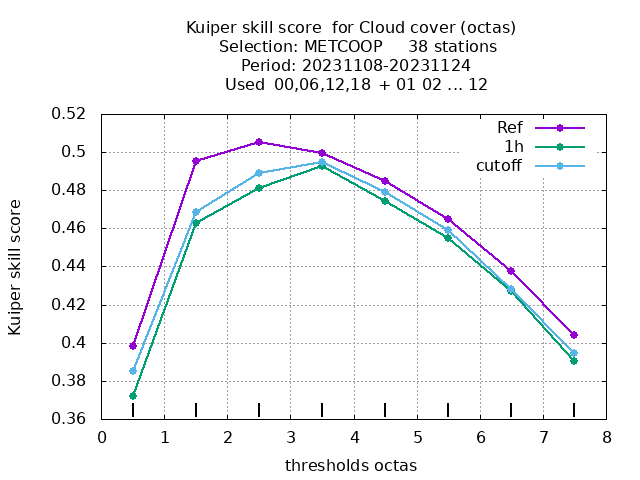 Kuiper skill score  for Cloud cover (octas)
Selection: METCOOP     38 stations
Period: 20231108-20231124
Used  00,06,12,18 + 01 02 ... 12
Ref
1h
cutoff
Kuiper skill score
0.52
0.5
0.48
0.46
0.44
0.42
0.4
0.38
0.36
0 1 2 3 4 5 6 7 8
thresholds octas